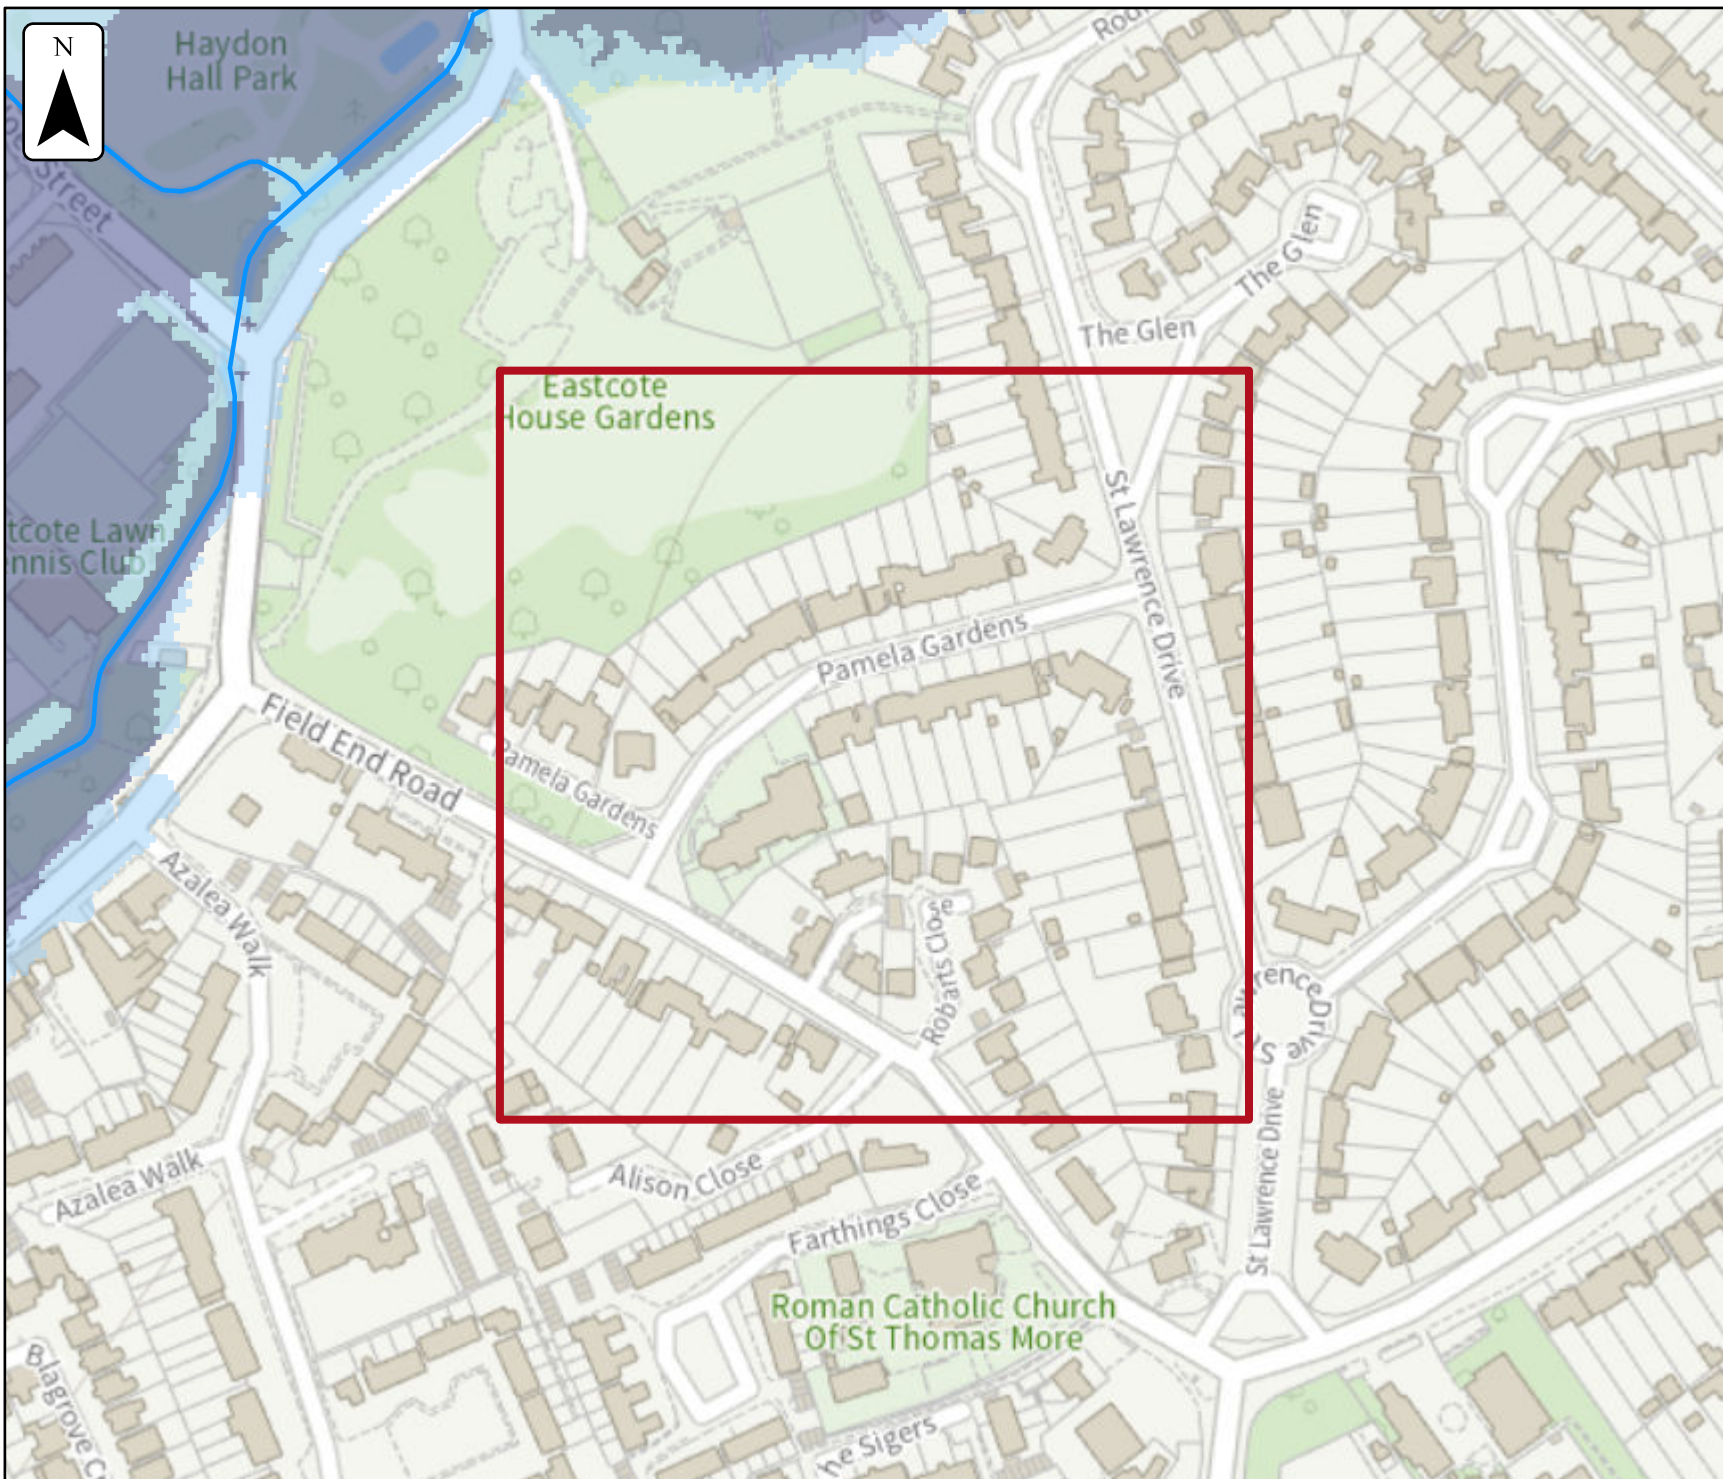 N
Haydon
Hall Park
Street
The Glen
The Glen
Eastcote
House Gardens
St Lawrence Drive
Pamela Gardens
Pamela Gardens
Field End Road
Azalea Walk
Robarts Close
St Lawrence Drive
St Lawrence Drive
Azalea Walk
Alison Close
Farthings Close
Roman Catholic Church
Of St Thomas More
Blagrove
tcote Lawn
ennis Club
he Sigers